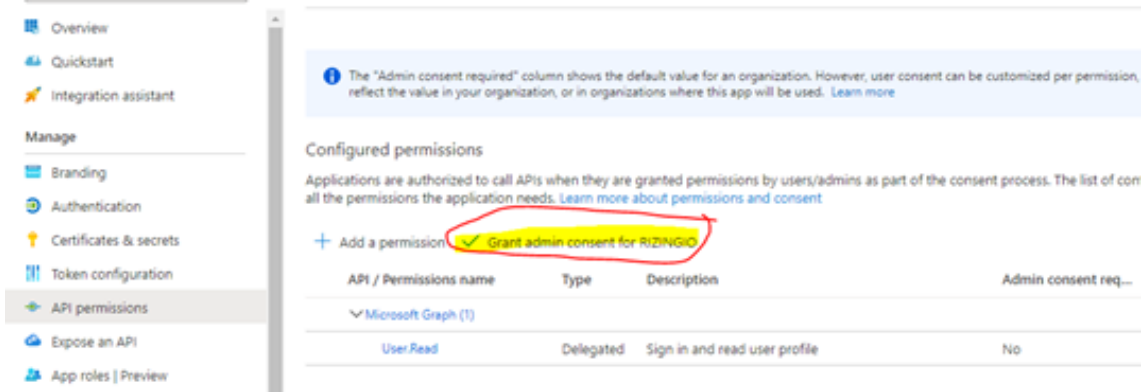 Overview
Quickstart
Integration assistant
Manage
Branding
Authentication
Certificates & secrets
Token configuration
API permissions
Expose an API
App roles | Preview
The "Admin consent required" column shows the default value for an organization. However, user consent can be customized per permission,
reflect the value in your organization, or in organizations where this app will be used. Learn more
Configured permissions
Applications are authorized to call APIs when they are granted permissions by users/admins as part of the consent process. The list of con
all the permissions the application needs. Learn more about permissions and consent
Add a permission Grant admin consent for RIZINGIO
API / Permissions name Type Description Admin consent req...
Microsoft Graph (1)
User.Read Delegated Sign in and read user profile No